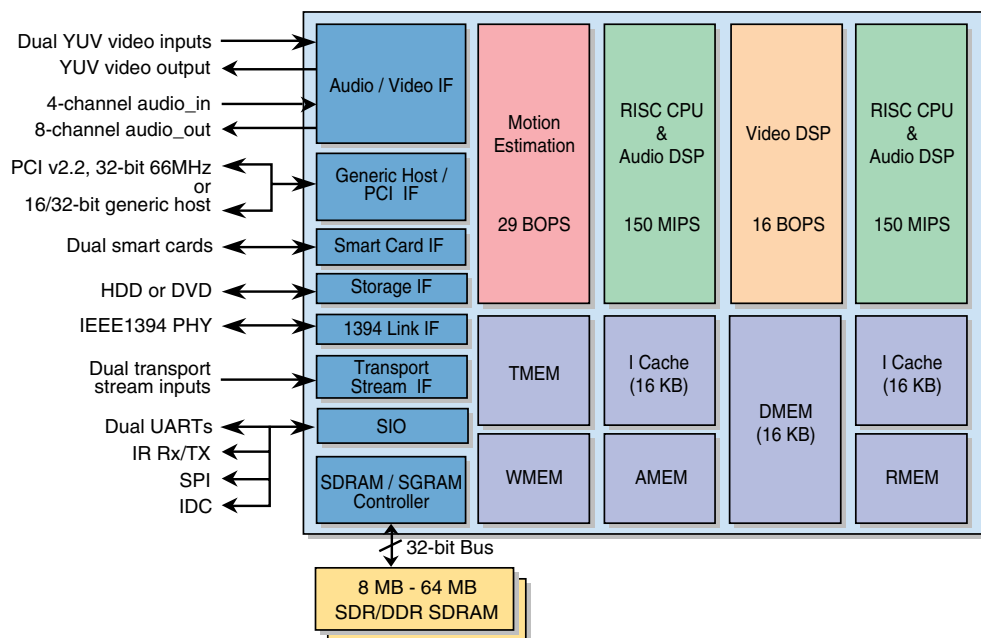 Dual YUV video inputs
YUV video output
4-channel audio_in
8-channel audio_out
PCI v2.2, 32-bit 66MHz
or
16/32-bit generic host
Dual smart cards
HDD or DVD
IEEE1394 PHY
Dual transport
stream inputs
Dual UARTs
IR Rx/TX
SPI
IDC
Audio / Video IF
Generic Host /
PCI IF
Smart Card IF
Storage IF
1394 Link IF
Transport
Stream IF
SIO
SDRAM / SGRAM
Controller
Motion
Estimation
29 BOPS
RISC CPU
&
Audio DSP
150 MIPS
Video DSP
16 BOPS
RISC CPU
&
Audio DSP
150 MIPS
TMEM
WMEM
I Cache
(16 KB)
AMEM
DMEM
(16 KB)
I Cache
(16 KB)
RMEM
32-bit Bus
8 MB - 64 MB
SDR/DDR SDRAM